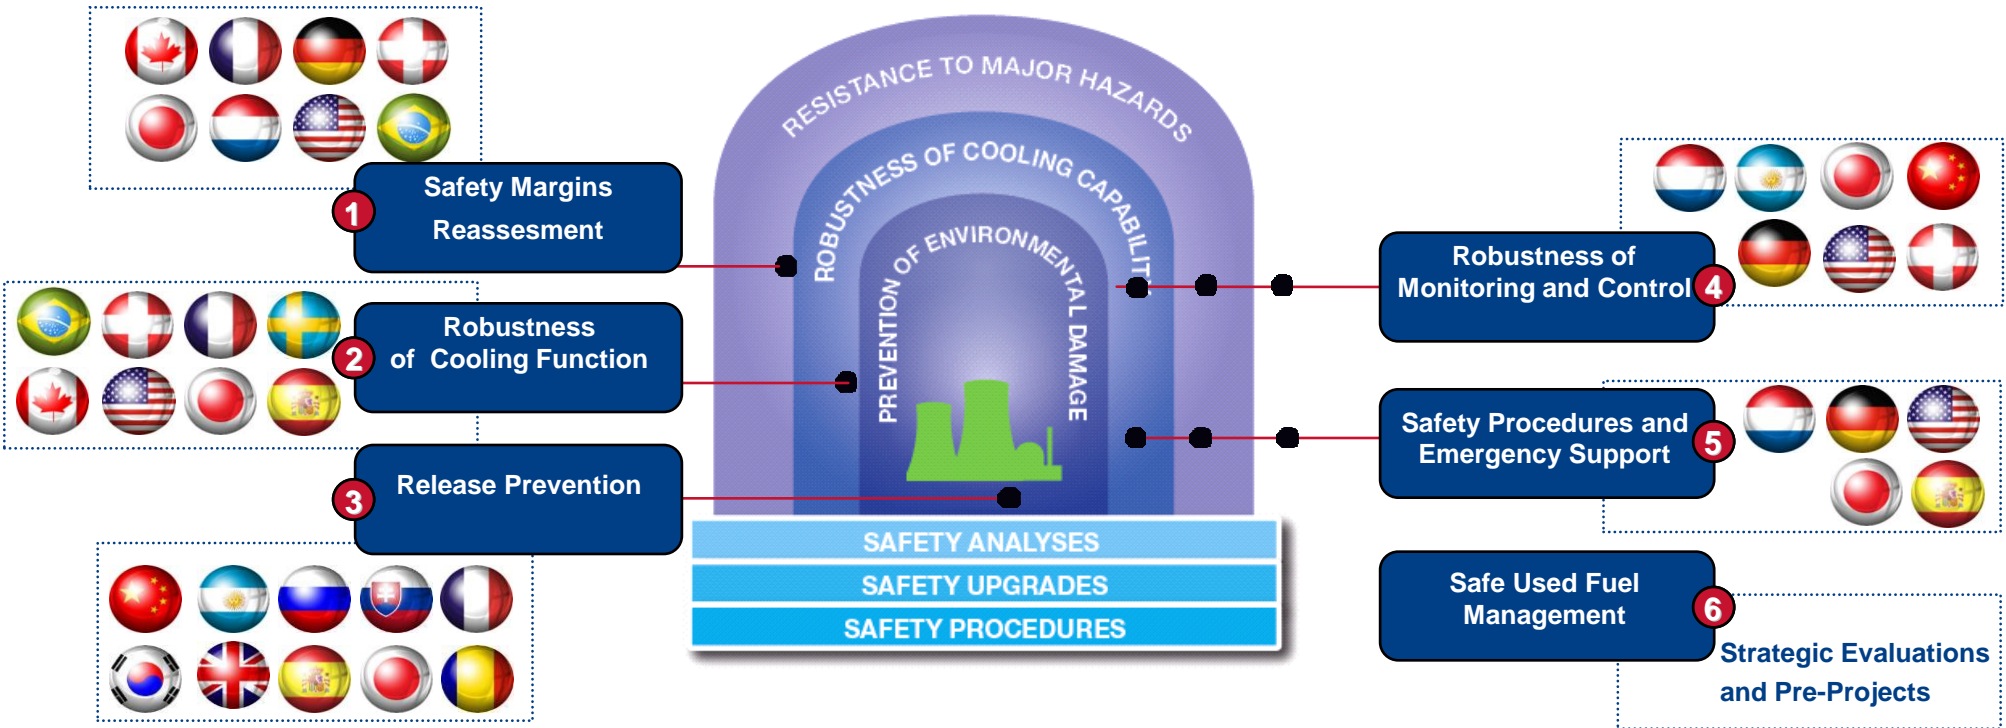 RESISTANCE TO MAJOR HAZARDS
ROBUSTNESS OF COOLING CAPABILITY
PREVENTION OF ENVIRONMENTAL DAMAGE
SAFETY ANALYSES
SAFETY UPGRADES
SAFETY PROCEDURES
1
Safety Margins
Reassesment
2
Robustness
of Cooling Function
3
Release Prevention
Robustness of
Monitoring and Control
4
Safety Procedures and
Emergency Support
5
Safe Used Fuel
Management
6
Strategic Evaluations
and Pre-Projects